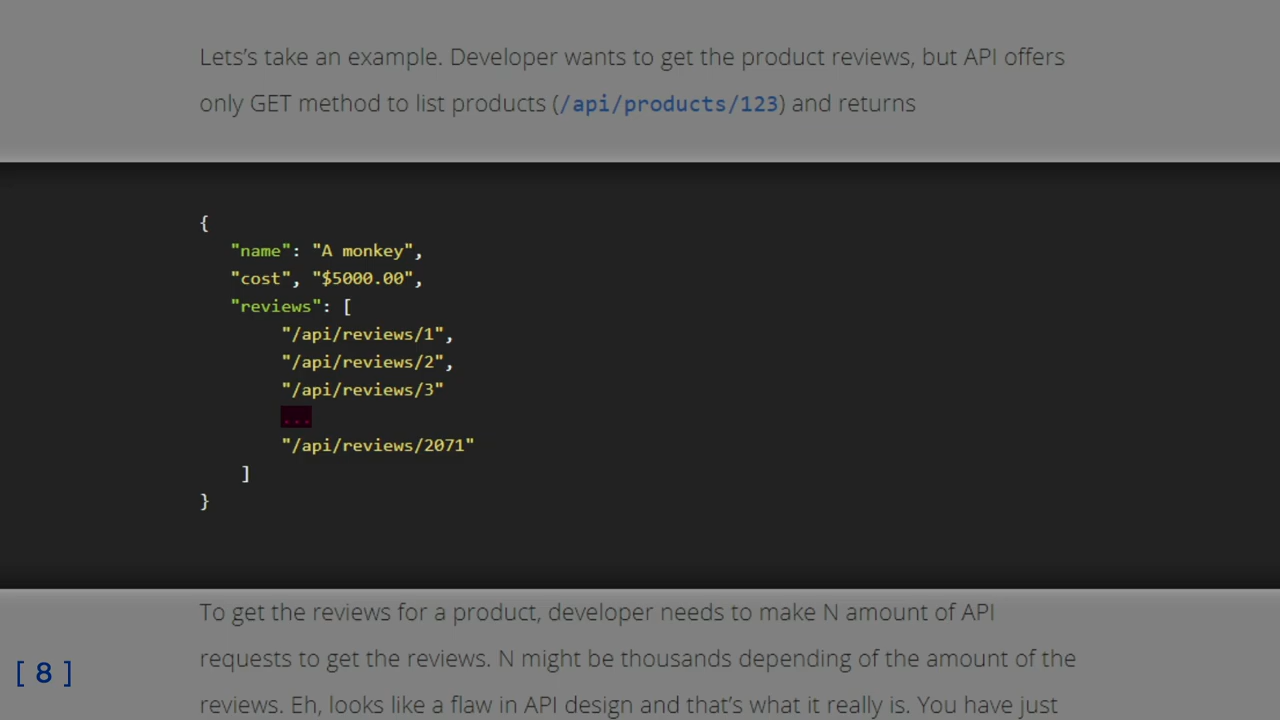 Lets's take an example. Developer wants to get the product reviews, but API offers
only GET method to list products (/api/products/123) and returns
{
"name": "A monkey",
"cost", "$5000.00",
"reviews": [
"/api/reviews/1",
"/api/reviews/2",
"/api/reviews/3"
...
"/api/reviews/2071"
]
}
To get the reviews for a product, developer needs to make N amount of API
requests to get the reviews. N might be thousands depending of the amount of the
[ 8 ]
reviews. Eh, looks like a flaw in API design and that's what it really is. You have just